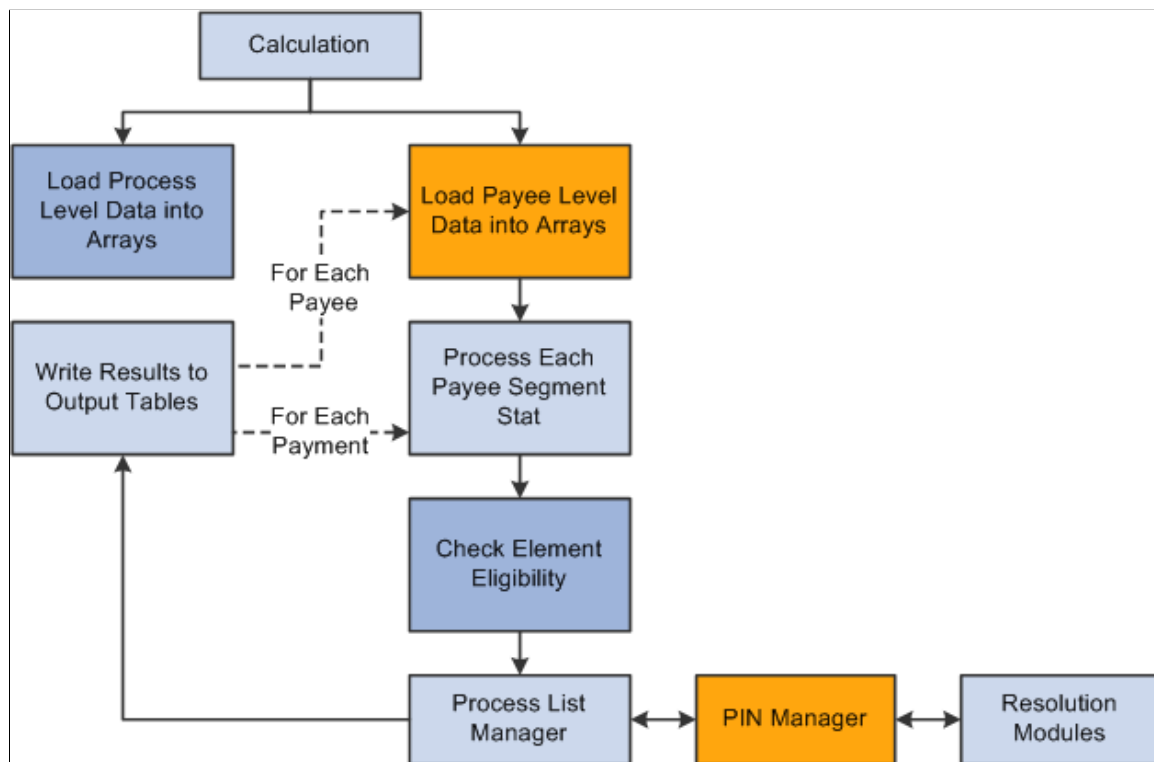 Calculation
Load Process
Level Data into
Arrays
Load Payee Level
Data into Arrays
For Each
Payee
Write Results to
Output Tables
Process Each
Payee Segment
Stat
For Each
Payment
Check Element
Eligibility
Process List
Manager
PIN Manager
Resolution
Modules